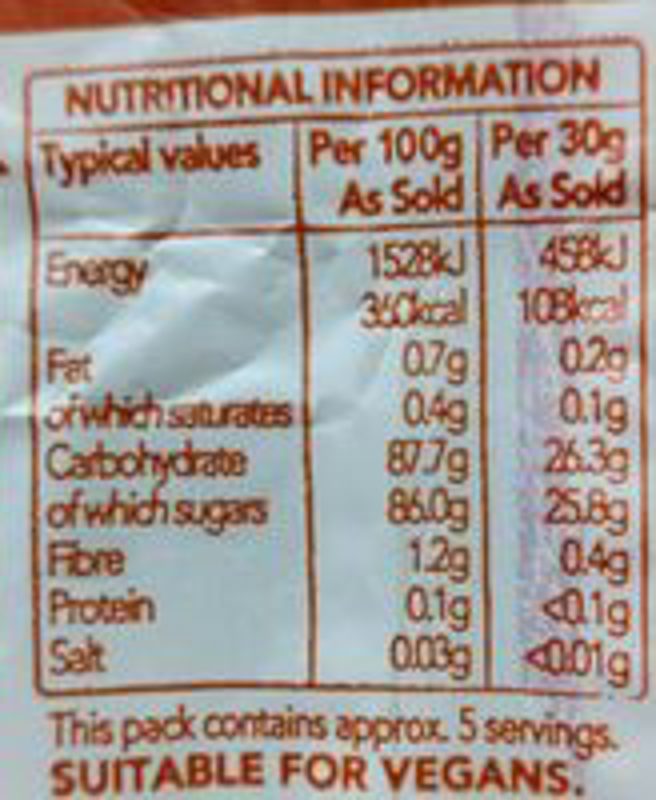 NUTRITIONAL INFORMATION
Typical values Per 100g Per 30g
As Sold As Sold
Energy 1528kJ 458kJ
360kcal 108kcal
Fat 0.7g 0.2g
of which saturates 0.4g 0.1g
Carbohydrate 87.7g 26.3g
of which sugars 86.0g 25.8g
Fibre 1.2g 0.4g
Protein 0.1g <0.1g
Salt 0.03g <0.01g
This pack contains approx. 5 servings.
SUITABLE FOR VEGANS.